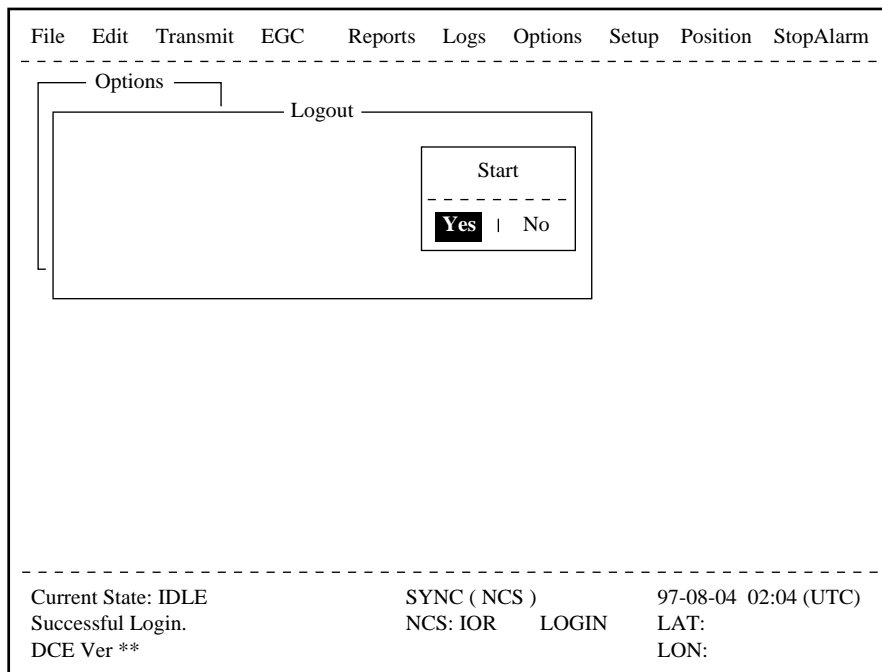 File Edit Transmit EGC Reports Logs Options Setup Position StopAlarm
Options
Logout
Start
Yes | No
Current State: IDLE SYNC ( NCS ) 97-08-04 02:04 (UTC)
Successful Login. NCS: IOR LOGIN LAT:
DCE Ver ** LON: